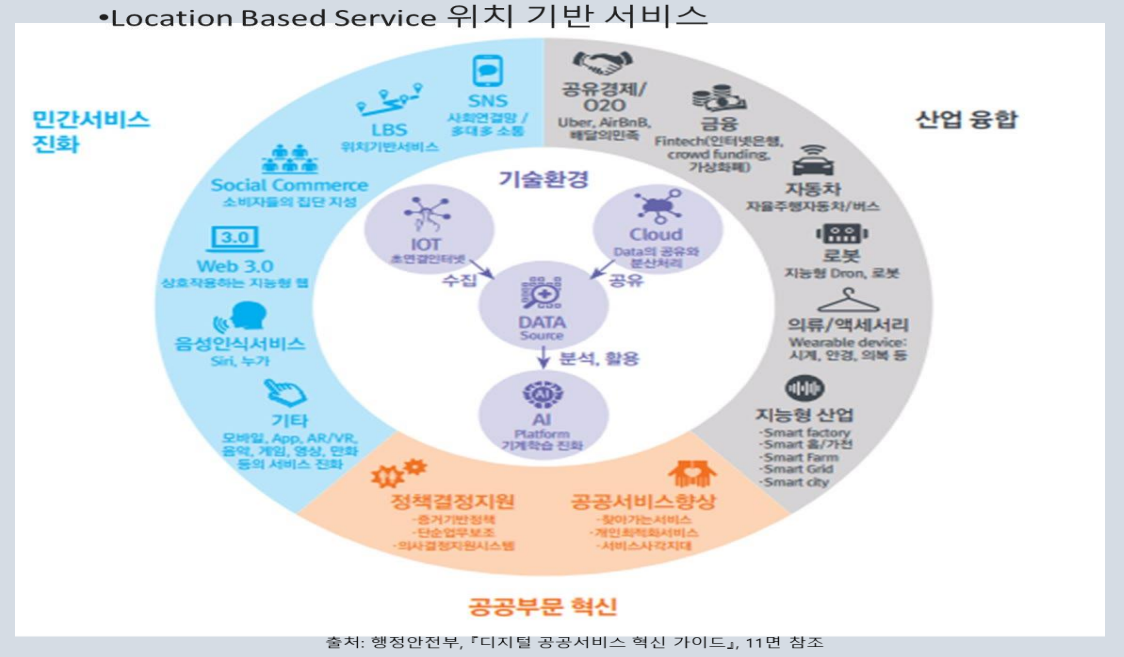 •Location Based Service 위치 기반 서비스
민간서비스
진화
산업 융합
SNS
사회연결망 /
多대多 소통
LBS
위치기반서비스
Social Commerce
소비자들의 집단 지성
3.0
Web 3.0
상호작용하는 지능형 웹
음성인식서비스
Siri, 누가
기타
모바일, App, AR/VR,
음악, 게임, 영상, 만화
등의 서비스 진화
공유경제/
O2O
Uber, AirBnB,
배달의민족
금융
Fintech(인터넷은행,
crowd funding,
가상화폐)
자동차
자율주행자동차/버스
로봇
지능형 Dron, 로봇
의류/액세서리
Wearable device:
시계, 안경, 의복 등
지능형 산업
-Smart factory
-Smart 홈/가전
-Smart Farm
-Smart Grid
-Smart city
기술환경
IOT
초연결인터넷
Cloud
Data의 공유와
분산처리
수집
공유
DATA
Source
분석, 활용
AI
AI
Platform
기계학습 진화
정책결정지원
-증거기반정책
-단순업무보조
-의사결정지원시스템
공공서비스향상
-찾아가는서비스
-개인최적화서비스
-서비스사각지대
공공부문 혁신
출처: 행정안전부, 『디지털 공공서비스 혁신 가이드』, 11면 참조